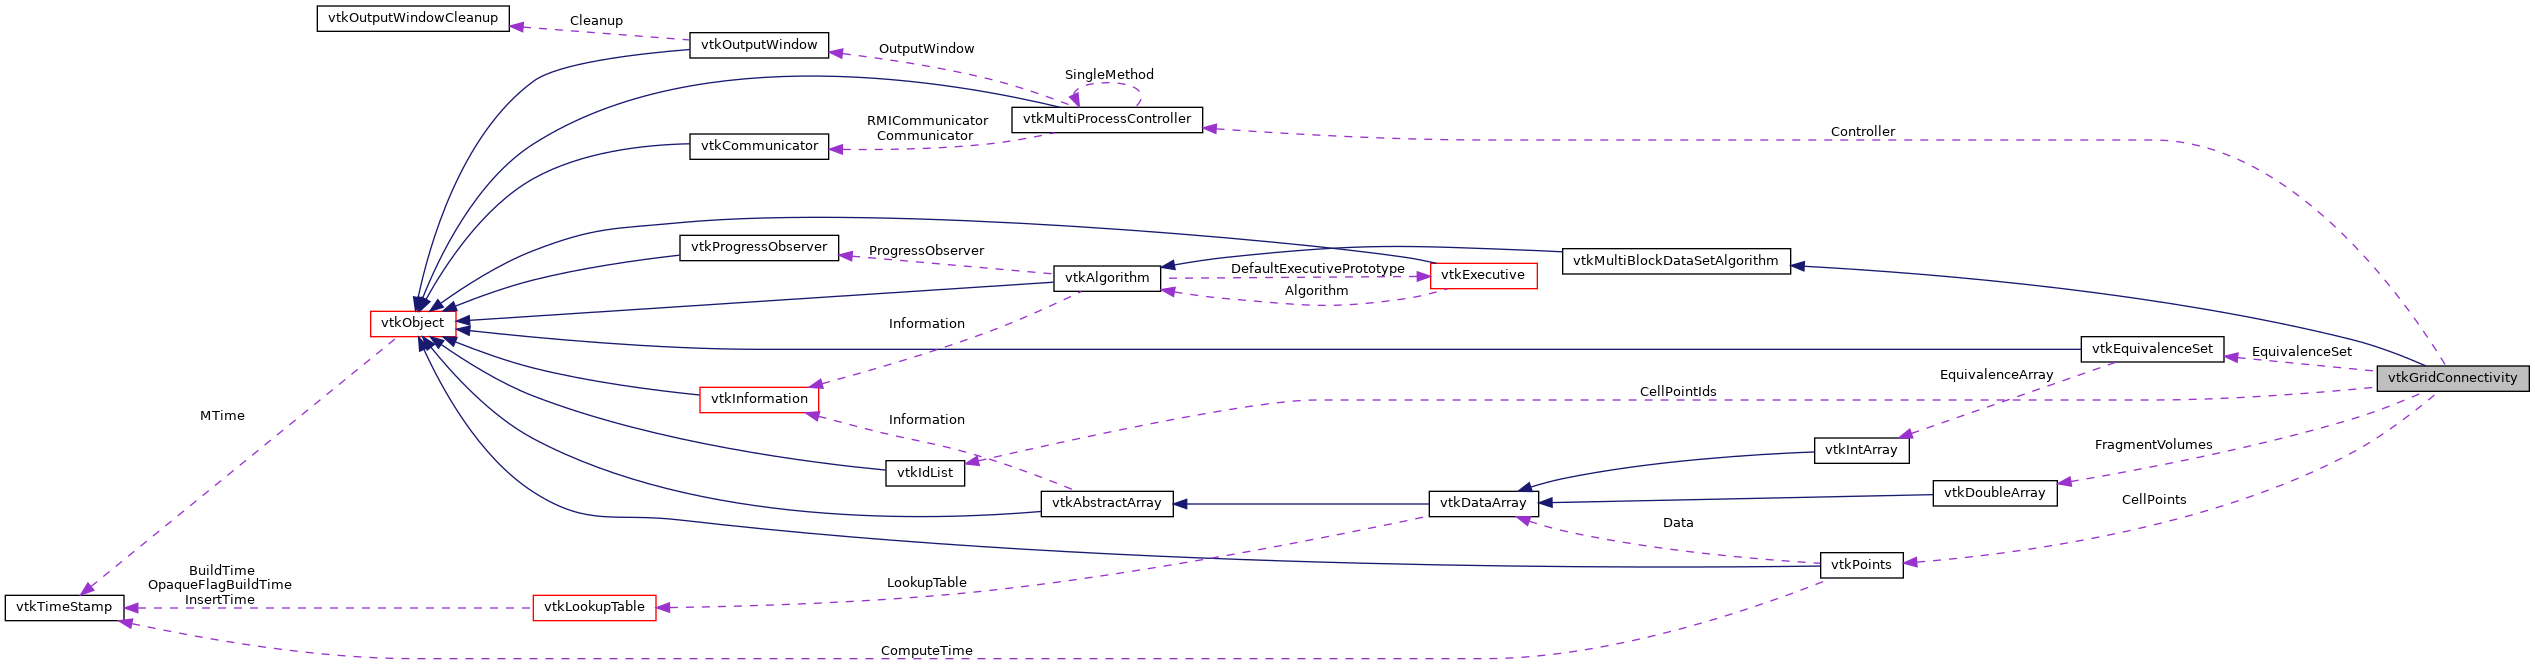 vtkOutputWindowCleanup
Cleanup
vtkOutputWindow
OutputWindow
SingleMethod
vtkMultiProcessController
RMICommunicator
Communicator
vtkCommunicator
Controller
vtkProgressObserver
ProgressObserver
vtkAlgorithm
DefaultExecutivePrototype
Algorithm
vtkExecutive
vtkMultiBlockDataSetAlgorithm
vtkObject
Information
vtkEquivalenceSet
EquivalenceSet
vtkGridConnectivity
EquivalenceArray
CellPointIds
vtkInformation
MTime
Information
FragmentVolumes
vtkIntArray
vtkIdList
vtkDoubleArray
CellPoints
vtkAbstractArray
vtkDataArray
Data
vtkPoints
BuildTime
OpaqueFlagBuildTime
InsertTime
LookupTable
vtkTimeStamp
vtkLookupTable
ComputeTime